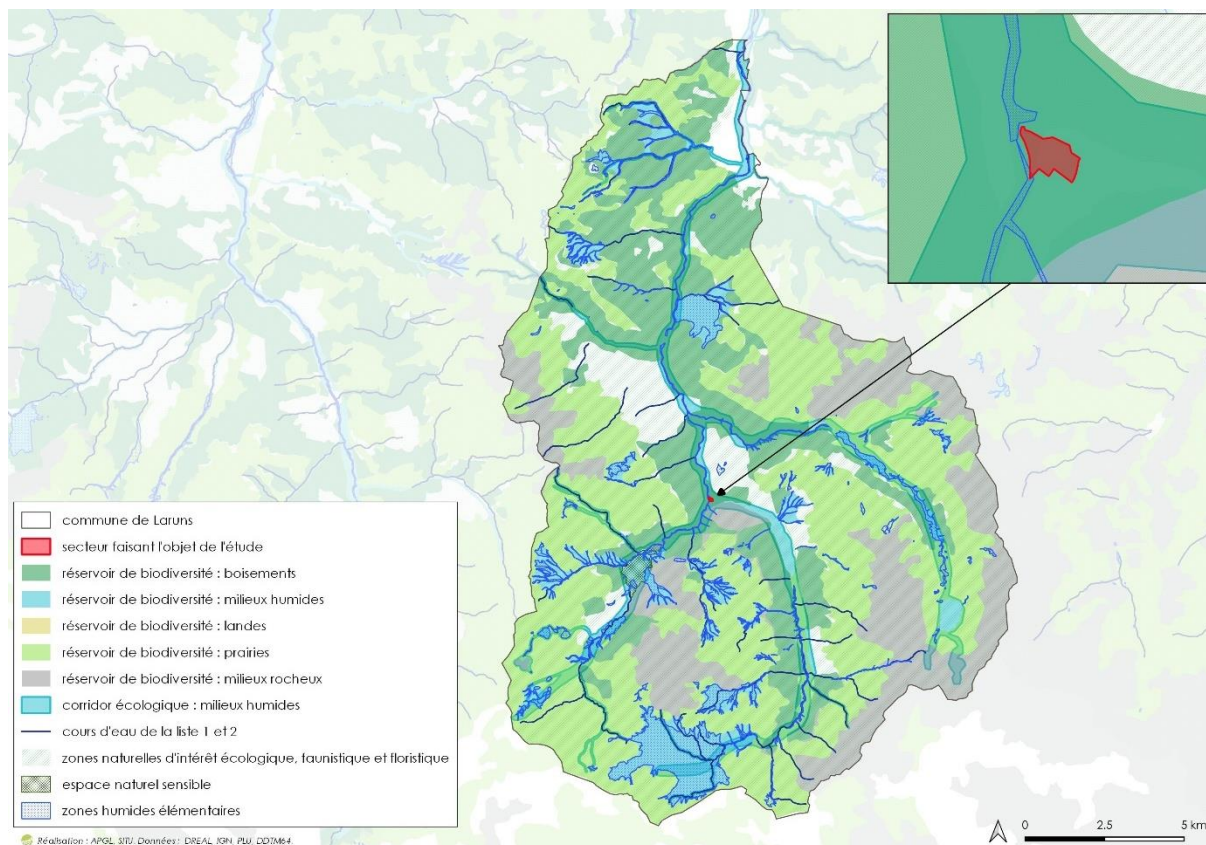 commune de Laruns
secteur faisant l'objet de l'étude
réservoir de biodiversité : boisements
réservoir de biodiversité : milieux humides
réservoir de biodiversité : landes
réservoir de biodiversité : prairies
réservoir de biodiversité : milieux rocheux
corridor écologique : milieux humides
cours d'eau de la liste 1 et 2
zones naturelles d'intérêt écologique, faunistique et floristique
espace naturel sensible
zones humides élémentaires
Réalisation : APGL, SITU, Données : DREAL, IGN, PLU, DDTM64.
0 2.5 5 km